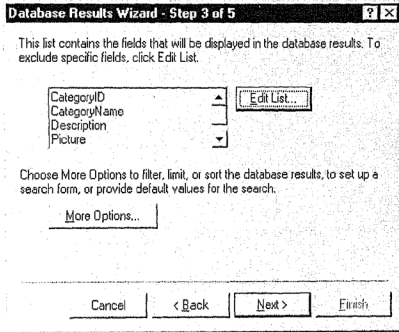 Database Results Wizard - Step 3 of 5
This list contains the fields that will be displayed in the database results. To
exclude specific fields, click Edit List.
CategoryID
CategoryName
Description
Picture
Edit List...
Choose More Options to filter, limit, or sort the database results, to set up a
search form, or provide default values for the search.
More Options...
Cancel
< Back
Next >
Finish